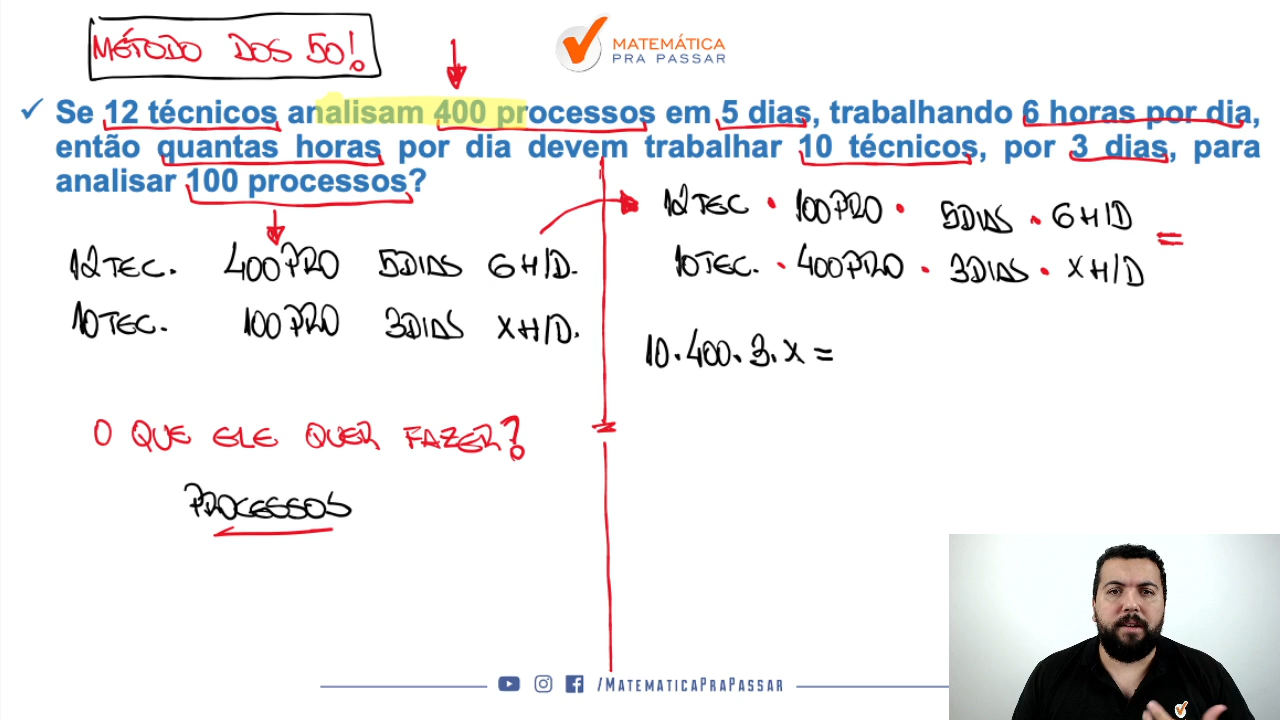 MÉTODO DOS 50!
MATEMÁTICA
PRA PASSAR
✓ Se 12 técnicos analisam 400 processos em 5 dias, trabalhando 6 horas por dia,
então quantas horas por dia devem trabalhar 10 técnicos, por 3 dias, para
analisar 100 processos?
12TEC. 400PRO 5DIAS 6H/D.
10TEC. 100PRO 3DIAS XH/D.
O QUE ELE QUER FAZER?
PROCESSOS
12TEC • 100PRO • 5DIAS • 6H/D
10TEC. • 400PRO • 3DIAS • XH/D =
10.400.3.X =
/MATEMATICAPRAPASSAR